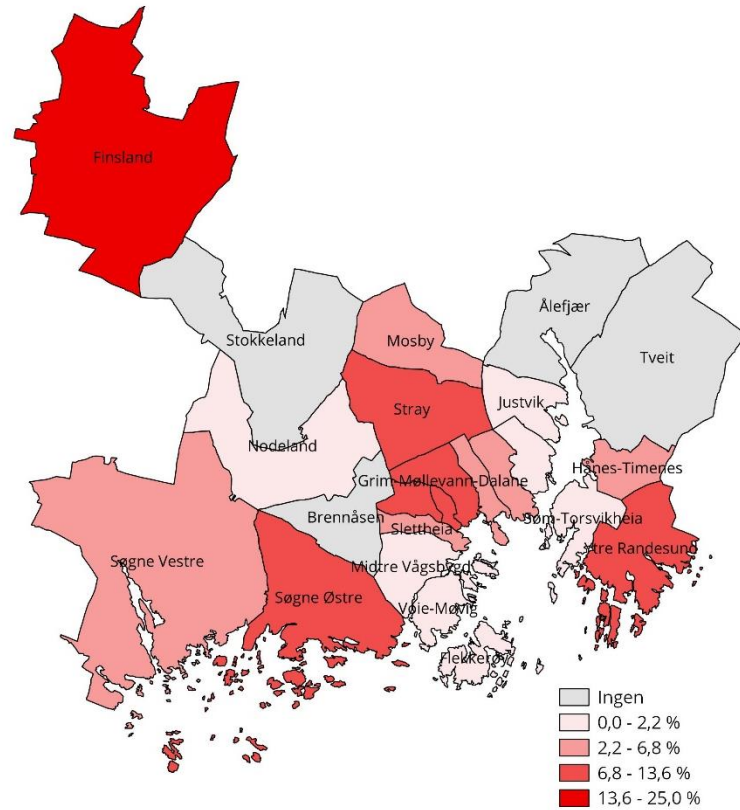 Finsland
Ålefjær
Stokkeland
Mosby
Tveit
Justvik
Stray
Nodeland
Hånes-Timenes
Grim-Møllevann-Dalane
Brennåsen
Søm-Torsvikheia
Slettheia
Ytre Randesund
Søgne Vestre
Midtre Vågsbygd
Søgne Østre
Voie-Møvig
Flekkerøy
Ingen
0,0 - 2,2 %
2,2 - 6,8 %
6,8 - 13,6 %
13,6 - 25,0 %